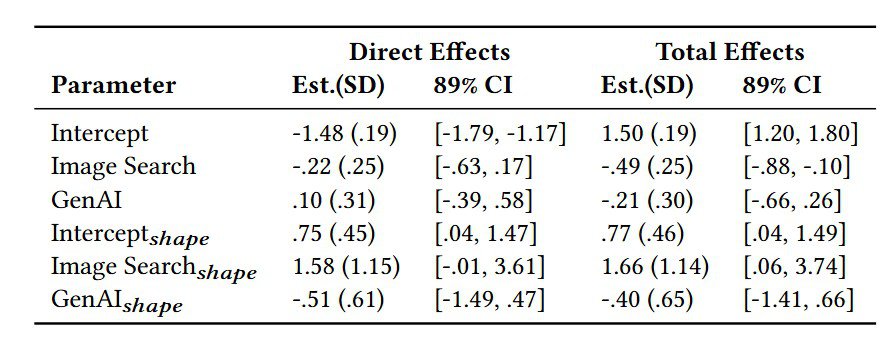 Direct Effects Total Effects
Parameter Est.(SD) 89% CI Est.(SD) 89% CI
Intercept -1.48 (.19) [-1.79, -1.17] 1.50 (.19) [1.20, 1.80]
Image Search -.22 (.25) [-.63, .17] -.49 (.25) [-.88, -.10]
GenAI .10 (.31) [-.39, .58] -.21 (.30) [-.66, .26]
Intercept shape .75 (.45) [.04, 1.47] .77 (.46) [.04, 1.49]
Image Search shape 1.58 (1.15) [-.01, 3.61] 1.66 (1.14) [.06, 3.74]
GenAI shape -.51 (.61) [-1.49, .47] -.40 (.65) [-1.41, .66]